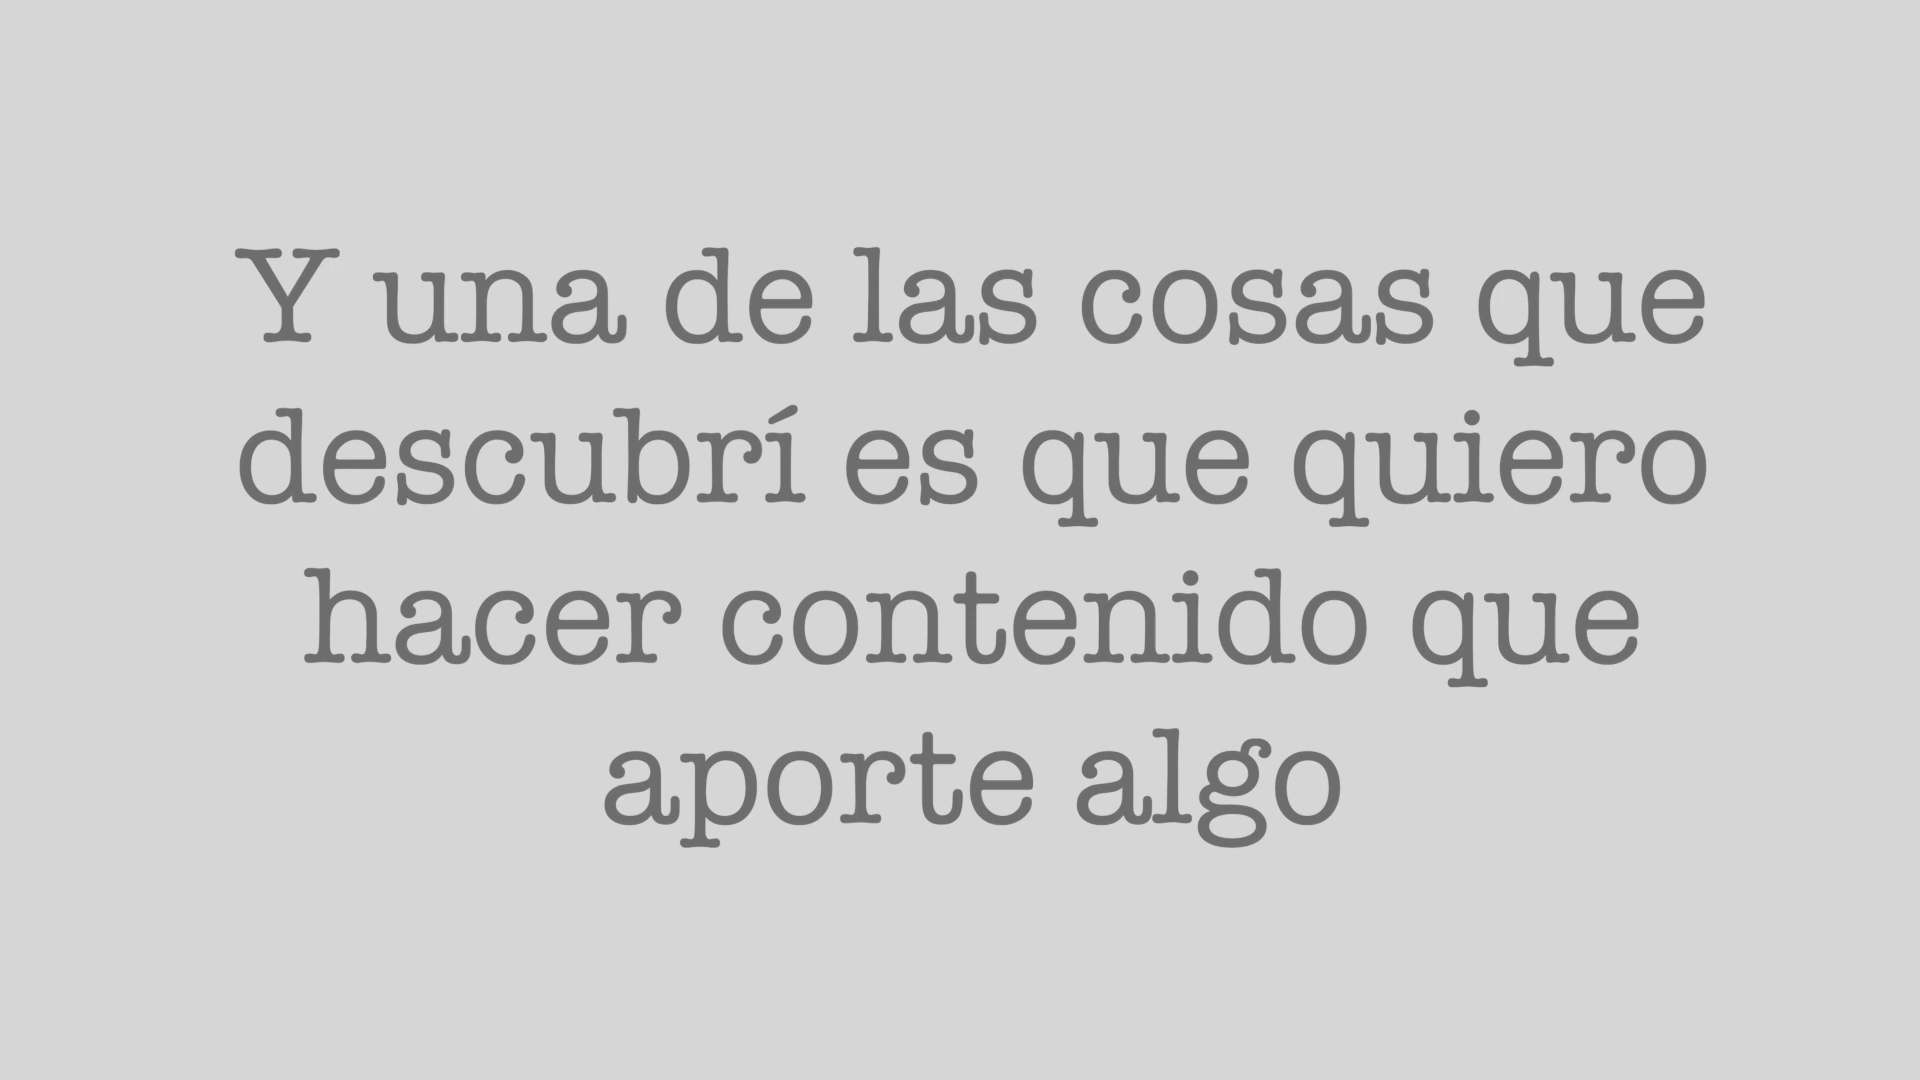 Y una de las cosas que
descubrí es que quiero
hacer contenido que
aporte algo